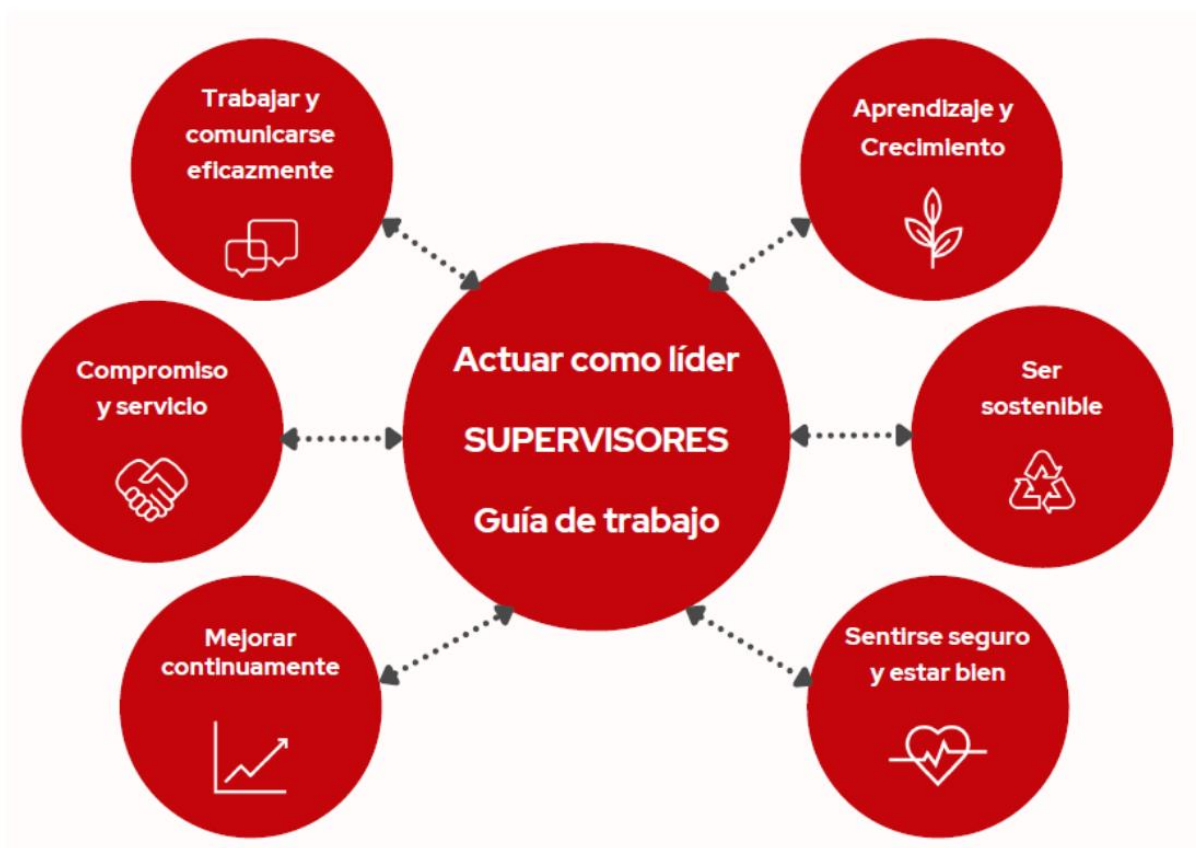 Trabajar y
comunicarse
eficazmente
Aprendizaje y
Crecimiento
Compromiso
y servicio
Actuar como líder
SUPERVISORES
Guía de trabajo
Ser
sostenible
Mejorar
continuamente
Sentirse seguro
y estar bien